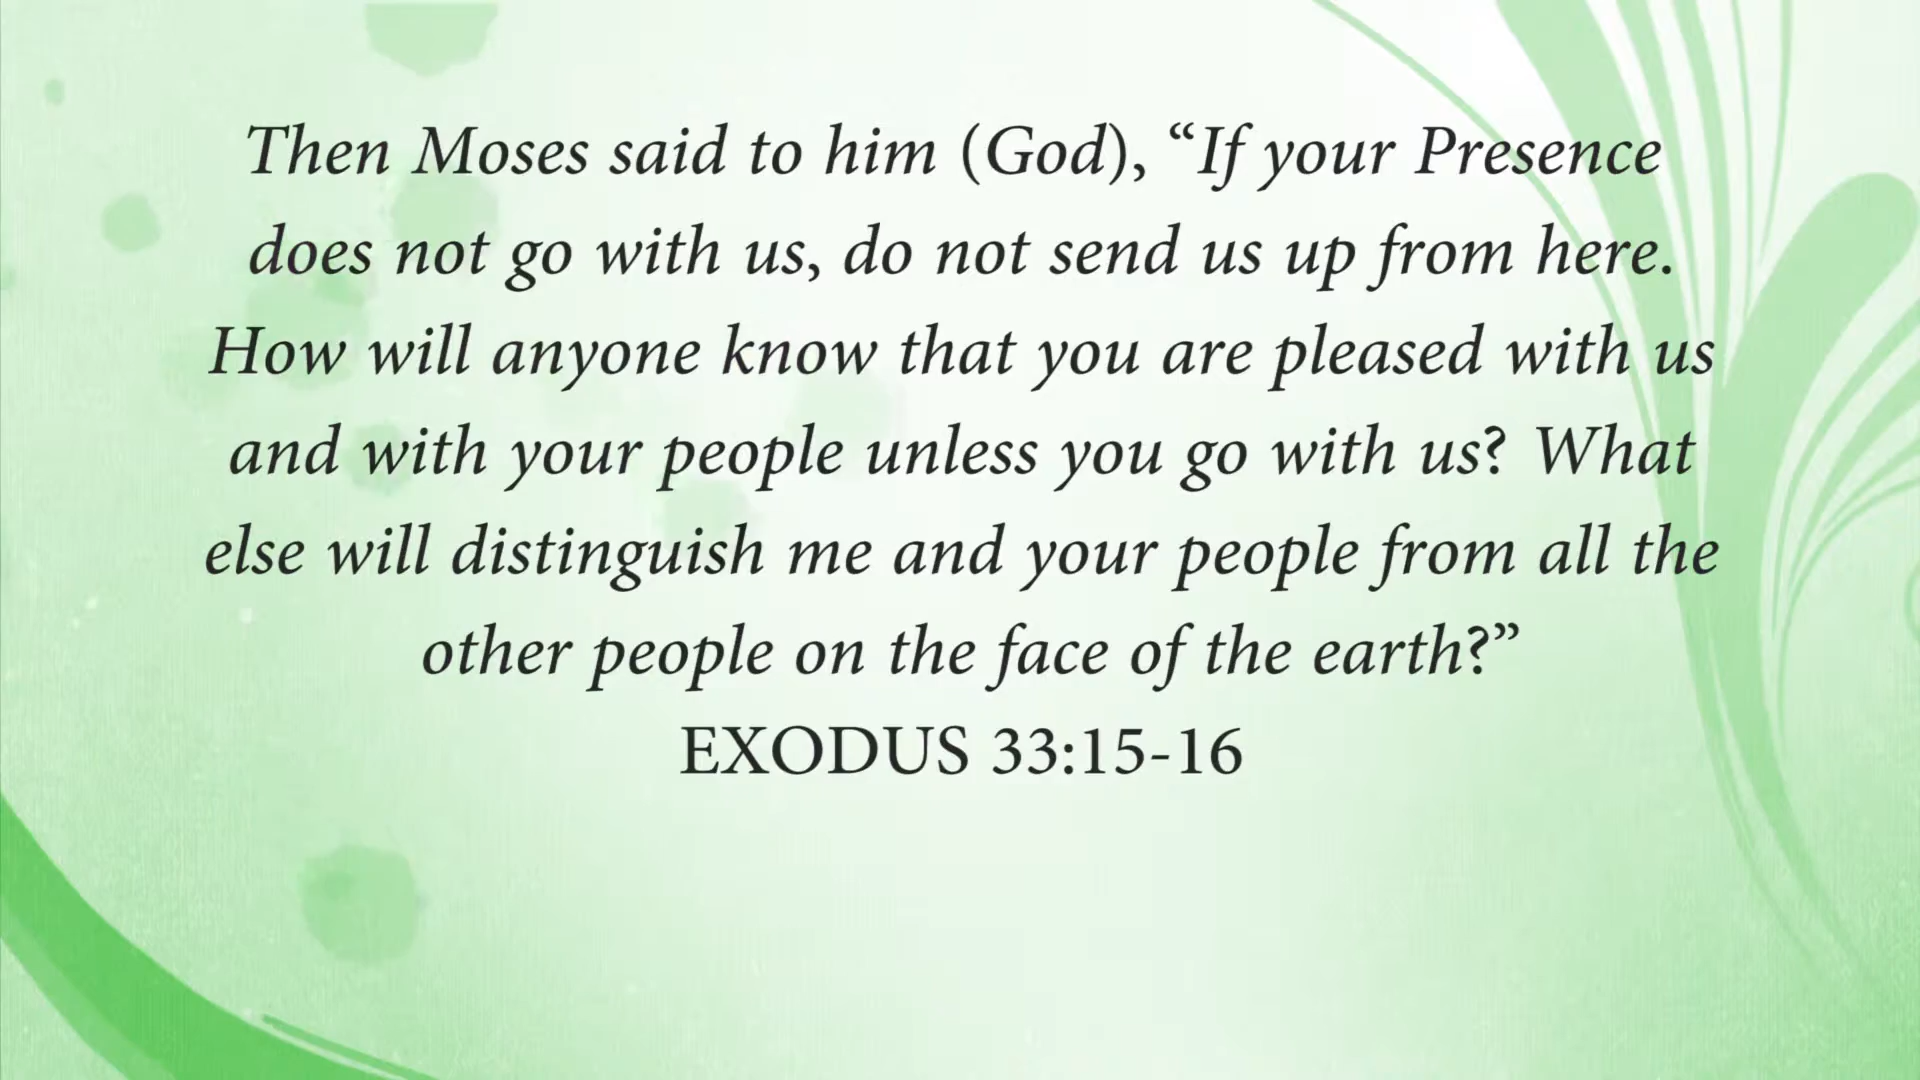 Then Moses said to him (God), “If your Presence
does not go with us, do not send us up from here.
How will anyone know that you are pleased with us
and with your people unless you go with us? What
else will distinguish me and your people from all the
other people on the face of the earth?”
EXODUS 33:15-16